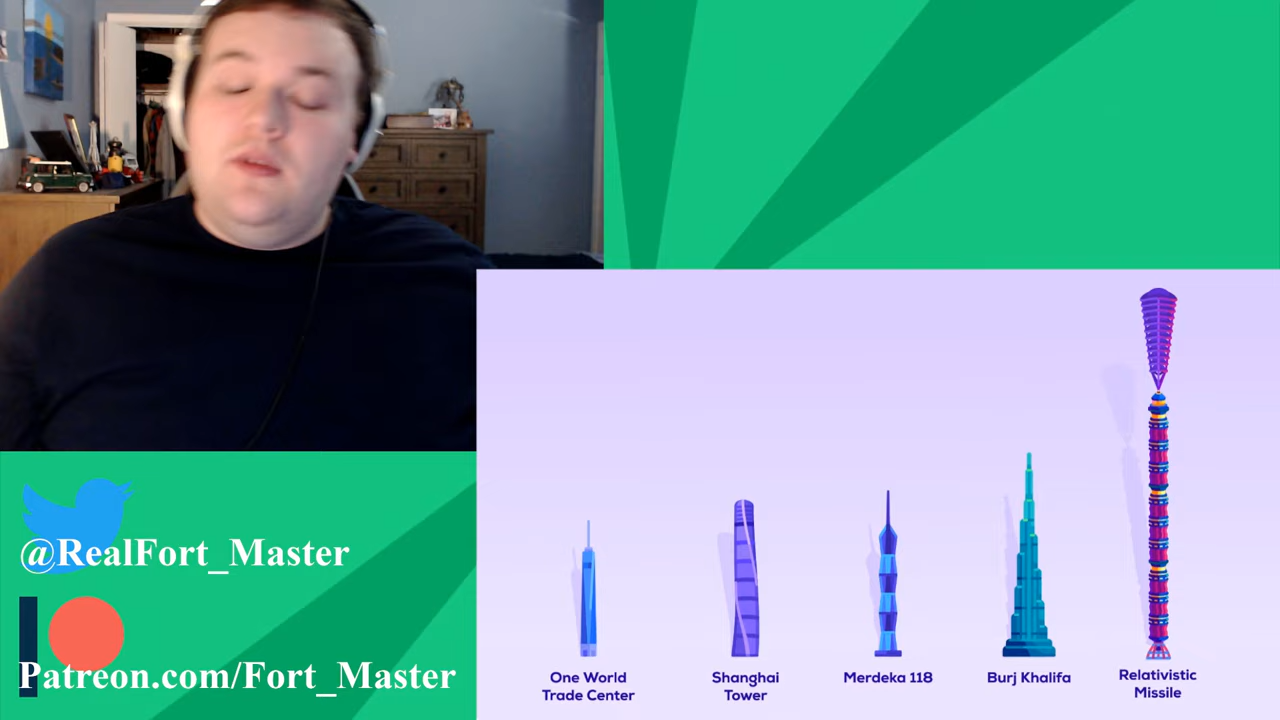 @RealFort_Master
Patreon.com/Fort_Master
One World
Trade Center
Shanghai
Tower
Merdeka 118
Burj Khalifa
Relativistic
Missile